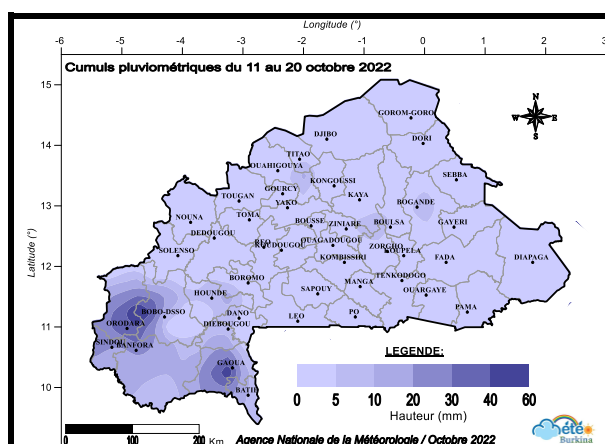 Longitude (°)
-6 -5 -4 -3 -2 -1 0 1 2 3
Cumuls pluviométriques du 11 au 20 octobre 2022
15
14
13
12
11
10
Latitude (°)
N
W E
S
GOROM-GORO
DJIBO
DORI
TITAO
OUAHIGOUYA
SEBBA
KONGOUSSI
GOURCY
KAYA
TOUGAN
YAKO
BOGANDE
NOUNA
TOMA
BOUSSE
ZINIARE
BOULSA
GAYERI
DEDOUGOU
REO
KOUDOUGOU
OUAGADOUGOU
ZORGHO
KOUPELA
SOLENSO
KOMBISSIRI
FADA
DIAPAGA
BOROMO
TENKODOGO
HOUNDE
SAPOUY
MANGA
OUARGAYE
BOBO-DSSO
DANO
LEO
PO
PAMA
ORODARA
DIEBOUGOU
SINDOU
BANFORA
GAOUA
BATIE
LEGENDE:
0 5 10 20 30 40 60
Hauteur (mm)
0 100 200 Km
Agence Nationale de la Météorologie / Octobre 2022
météo
Burkina